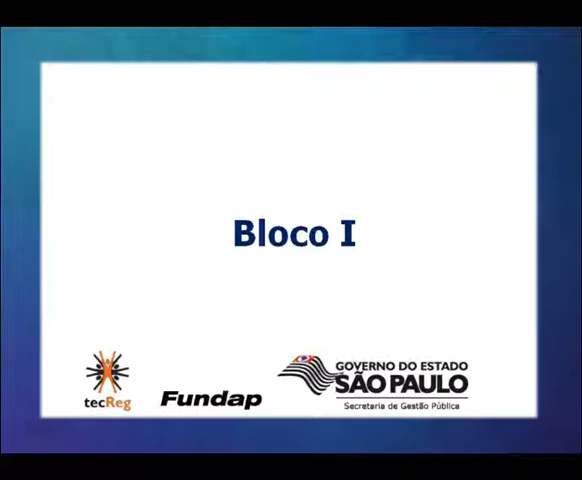 Bloco I
tecReg
Fundap
GOVERNO DO ESTADO
SÃO PAULO
Secretaria de Gestão Pública